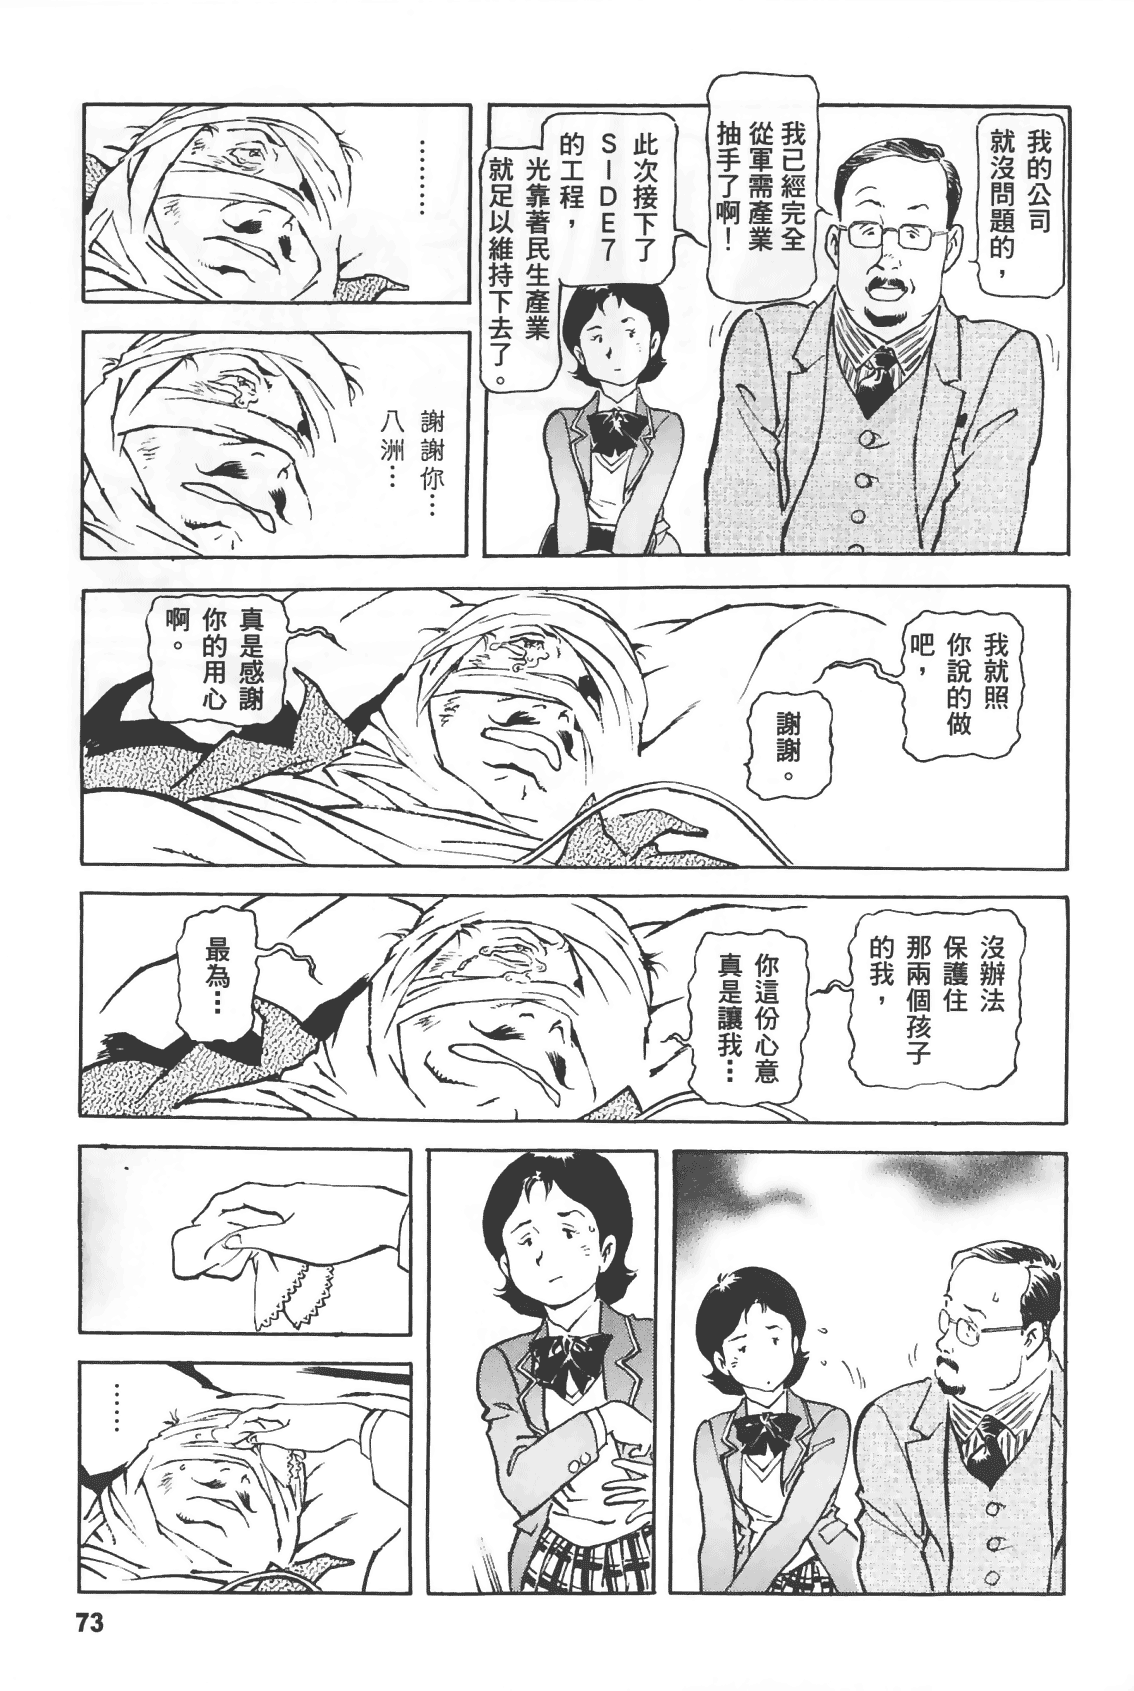 我的公司
就沒問題的，
我已經完全
從軍需產業
抽手了啊！
此次接下了
SIDE7
的工程，
光靠著民生產業
就足以維持下去了。
………
謝謝你…
八洲…
我就照
你說的做
吧，
謝謝。
真是感謝
你的用心
啊。
沒辦法
保護住
那兩個孩子
的我，
你這份心意
真是讓我…
最為…
……
73